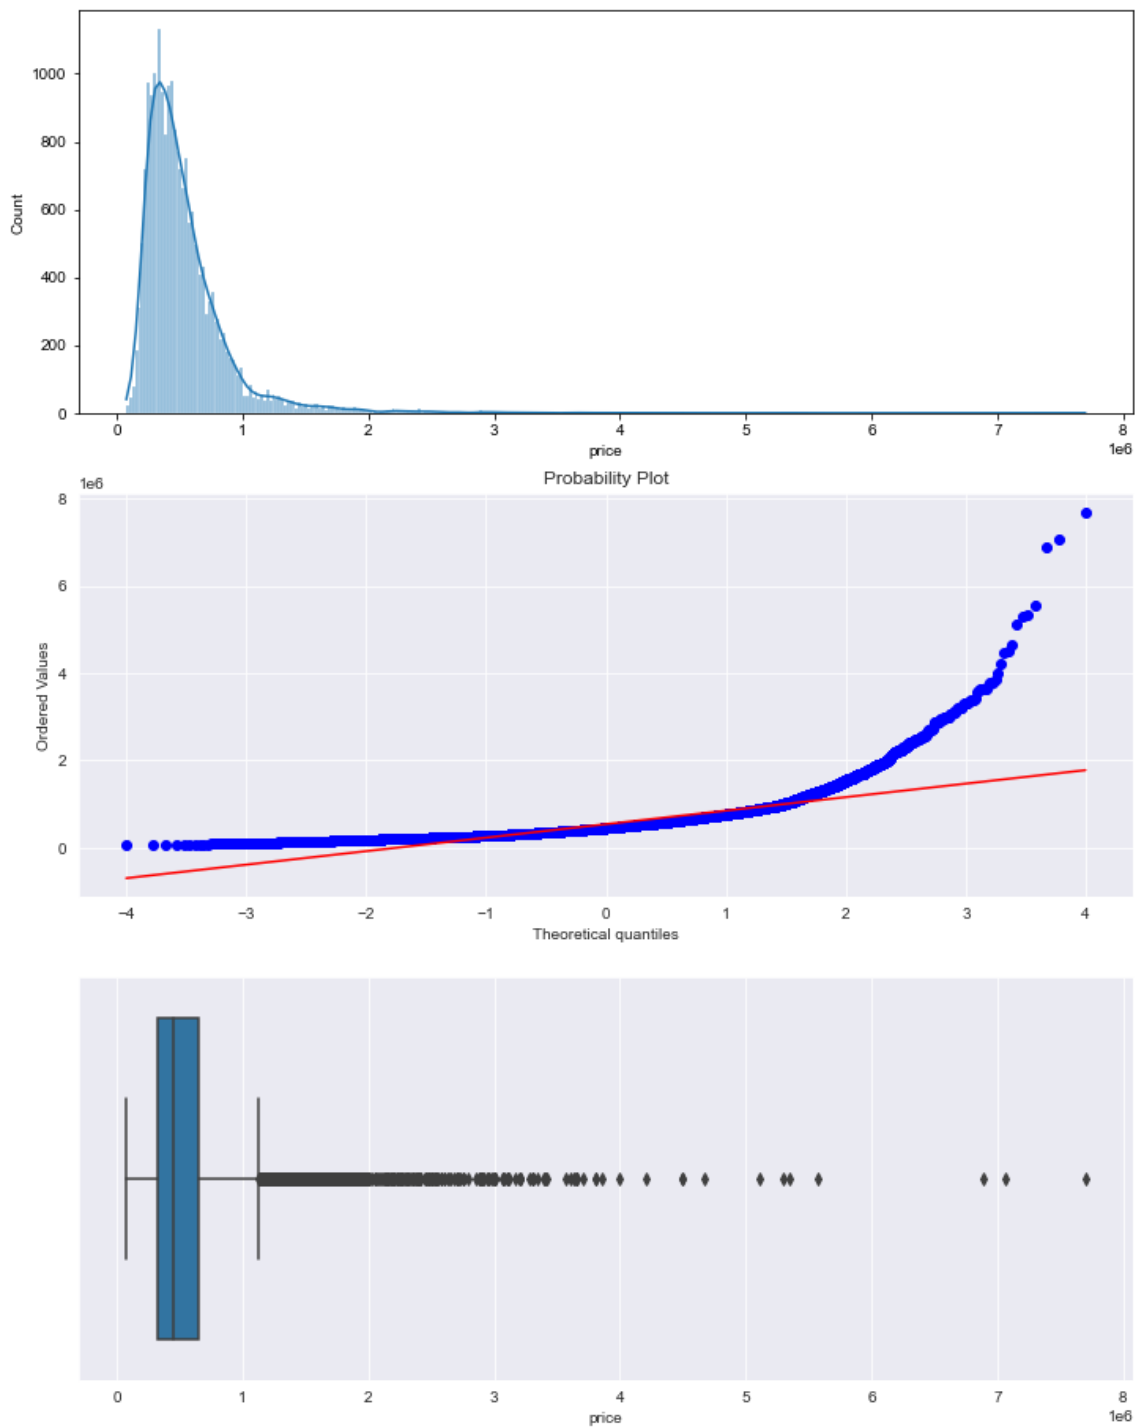 1000
800
600
400
200
0
Count
0 1 2 3 4 5 6 7 8
1e6
price
Probability Plot
1e6
8
6
4
2
0
Ordered Values
−4 −3 −2 −1 0 1 2 3 4
Theoretical quantiles
0 1 2 3 4 5 6 7 8
1e6
price